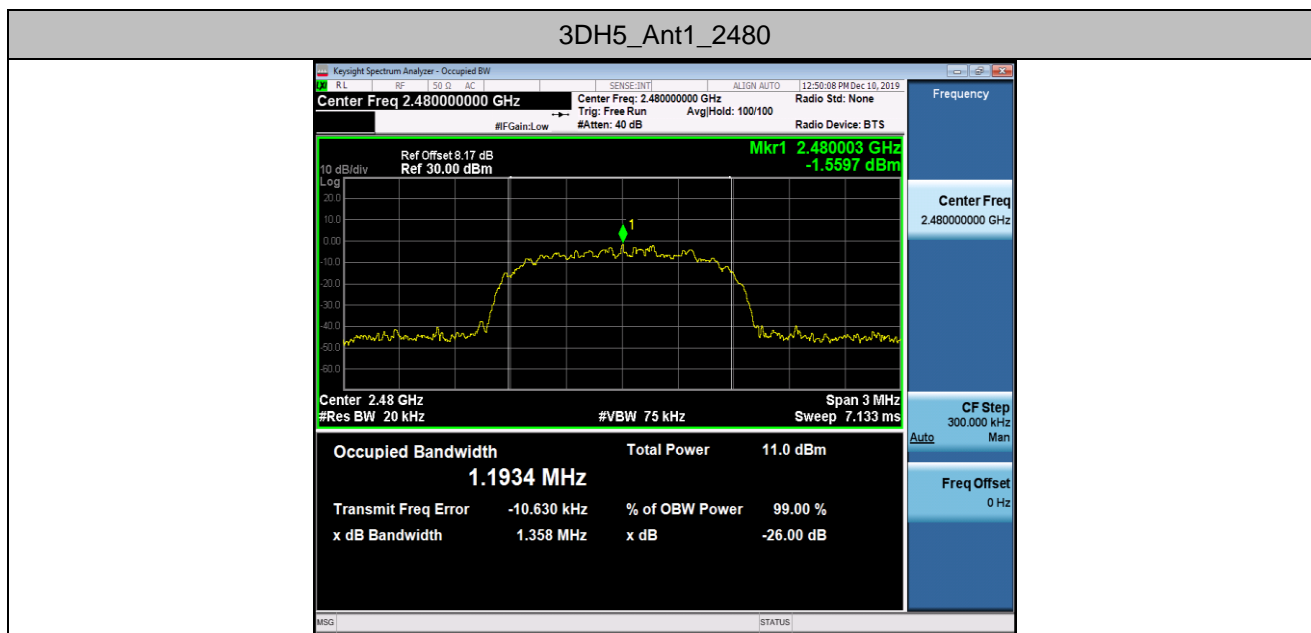 3DH5_Ant1_2480
Keysight Spectrum Analyzer - Occupied BW
RL RF 50 Ω AC SENSE:INT ALIGN AUTO 12:50:08 PM Dec 10, 2019
Center Freq 2.480000000 GHz
Center Freq: 2.480000000 GHz Radio Std: None
Trig: Free Run Avg|Hold: 100/100
#IFGain:Low #Atten: 40 dB Radio Device: BTS
Frequency
Ref Offset 8.17 dB
10 dB/div Ref 30.00 dBm
Mkr1 2.480003 GHz
-1.5597 dBm
Log
20.0
10.0
0.00
-10.0
-20.0
-30.0
-40.0
-50.0
-60.0
1
Center 2.48 GHz Span 3 MHz
#Res BW 20 kHz #VBW 75 kHz Sweep 7.133 ms
Occupied Bandwidth Total Power 11.0 dBm
1.1934 MHz
Transmit Freq Error -10.630 kHz % of OBW Power 99.00 %
x dB Bandwidth 1.358 MHz x dB -26.00 dB
Center Freq
2.480000000 GHz
CF Step
300.000 kHz
Auto Man
Freq Offset
0 Hz
MSG STATUS